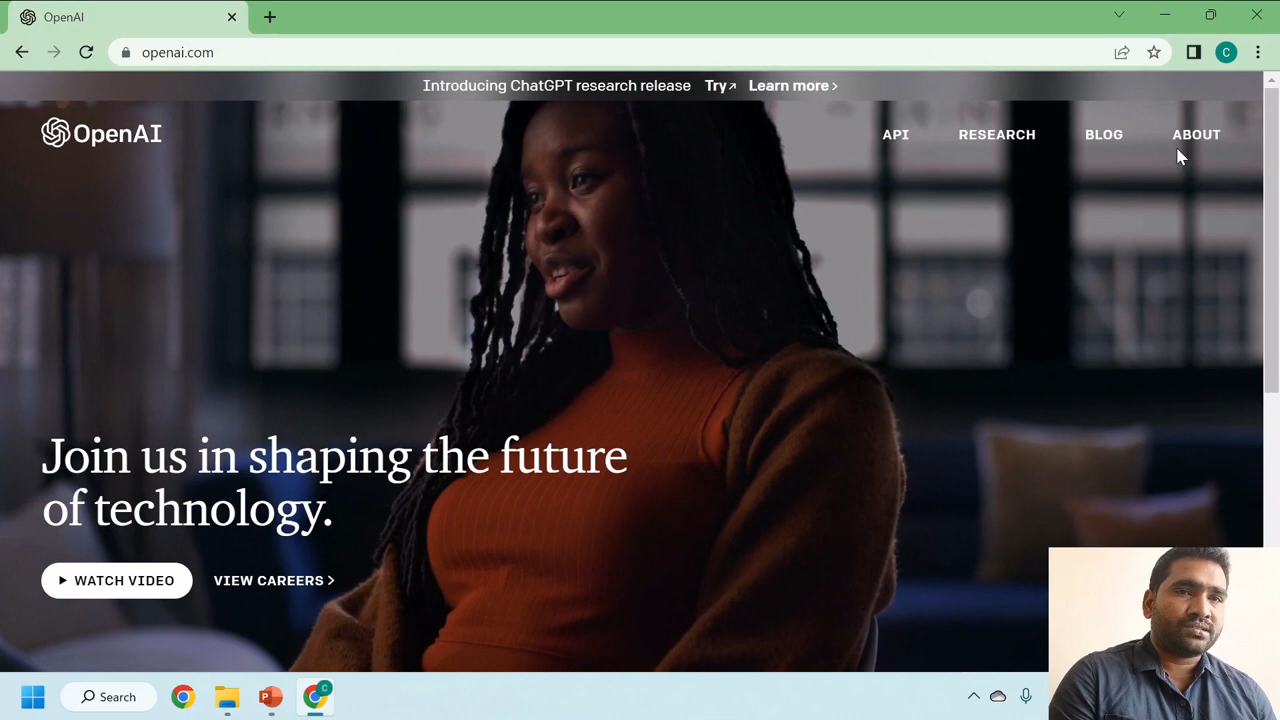 OpenAI
openai.com
C
Introducing ChatGPT research release Try↗ Learn more >
OpenAI
API RESEARCH BLOG ABOUT
Join us in shaping the future
of technology.
WATCH VIDEO VIEW CAREERS >
Search
C